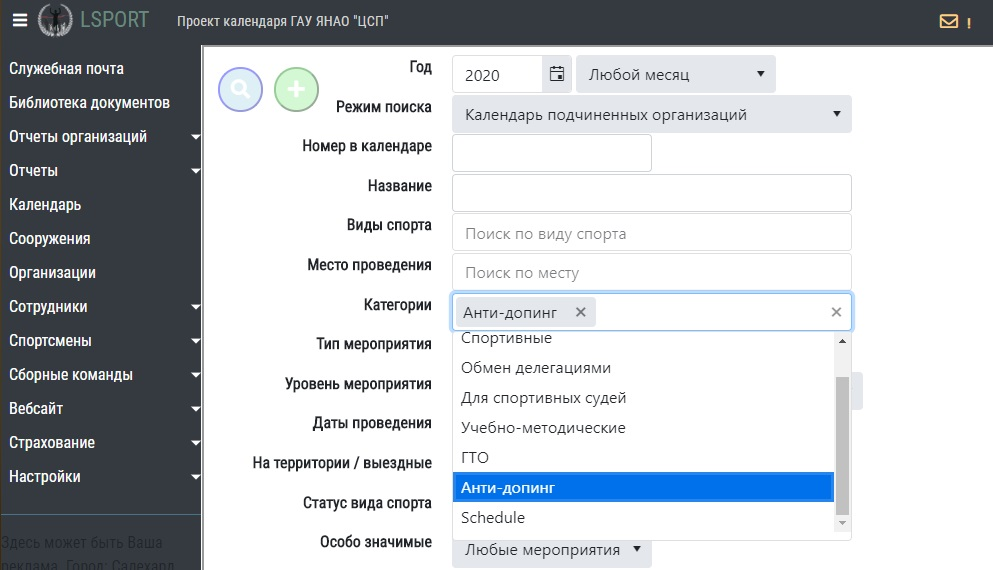 LSPORT
Проект календаря ГАУ ЯНАО "ЦСП"
!
Служебная почта
Библиотека документов
Отчеты организаций
Отчеты
Календарь
Сооружения
Организации
Сотрудники
Спортсмены
Сборные команды
Вебсайт
Страхование
Настройки
Здесь может быть Ваша
реклама. Город: Салехард
Год
2020
Любой месяц
Режим поиска
Календарь подчиненных организаций
Номер в календаре
Название
Виды спорта
Поиск по виду спорта
Место проведения
Поиск по месту
Категории
Анти-допинг
Тип мероприятия
Уровень мероприятия
Даты проведения
На территории / выездные
Статус вида спорта
Особо значимые
Спортивные
Обмен делегациями
Для спортивных судей
Учебно-методические
ГТО
Анти-допинг
Schedule
Любые мероприятия